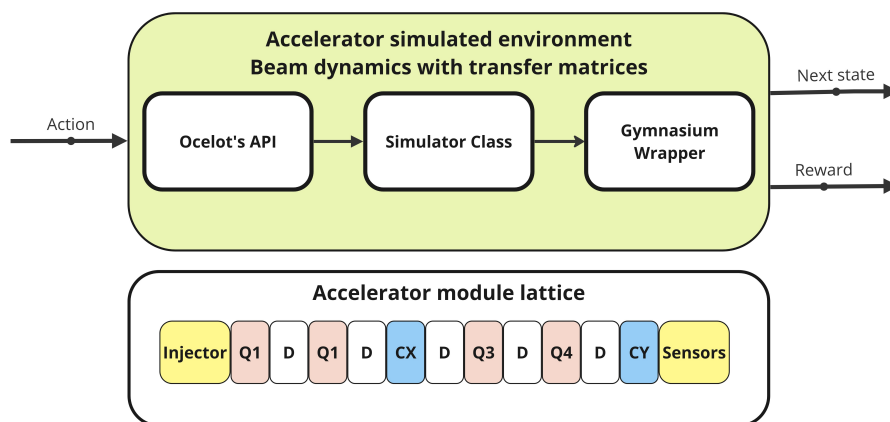 Accelerator simulated environment
Beam dynamics with transfer matrices
Action
Ocelot's API
Simulator Class
Gymnasium
Wrapper
Next state
Reward
Accelerator module lattice
Injector Q1 D Q1 D CX D Q3 D Q4 D CY Sensors